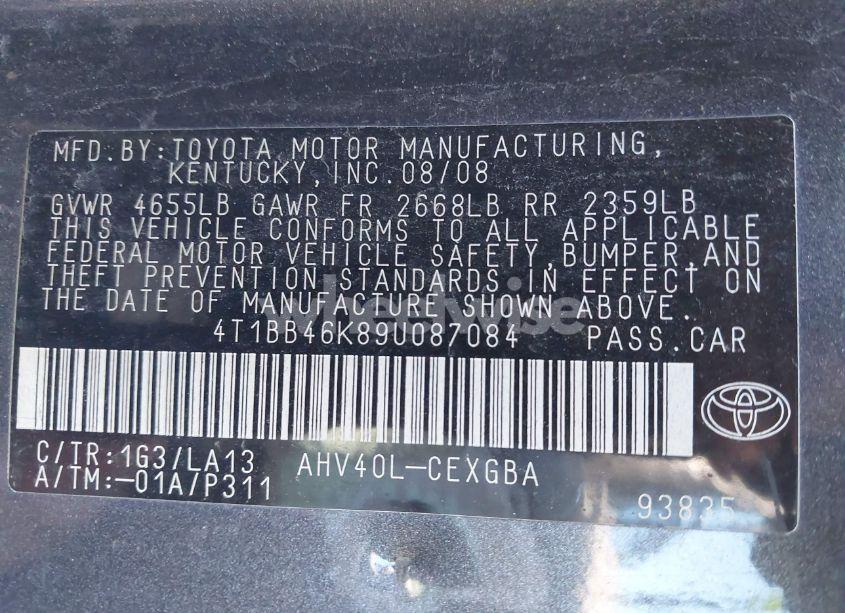 MFD.BY:TOYOTA MOTOR MANUFACTURING,
KENTUCKY,INC.08/08
GVWR 4655LB GAWR FR 2668LB RR 2359LB
THIS VEHICLE CONFORMS TO ALL APPLICABLE
FEDERAL MOTOR VEHICLE SAFETY,BUMPER,AND
THEFT PREVENTION STANDARDS IN EFFECT ON
THE DATE OF MANUFACTURE SHOWN ABOVE.
4T1BB46K89U087084 PASS.CAR
C/TR:1G3/LA13 AHV40L-CEXGBA
A/TM:-01A/P311 93835
wheelwise